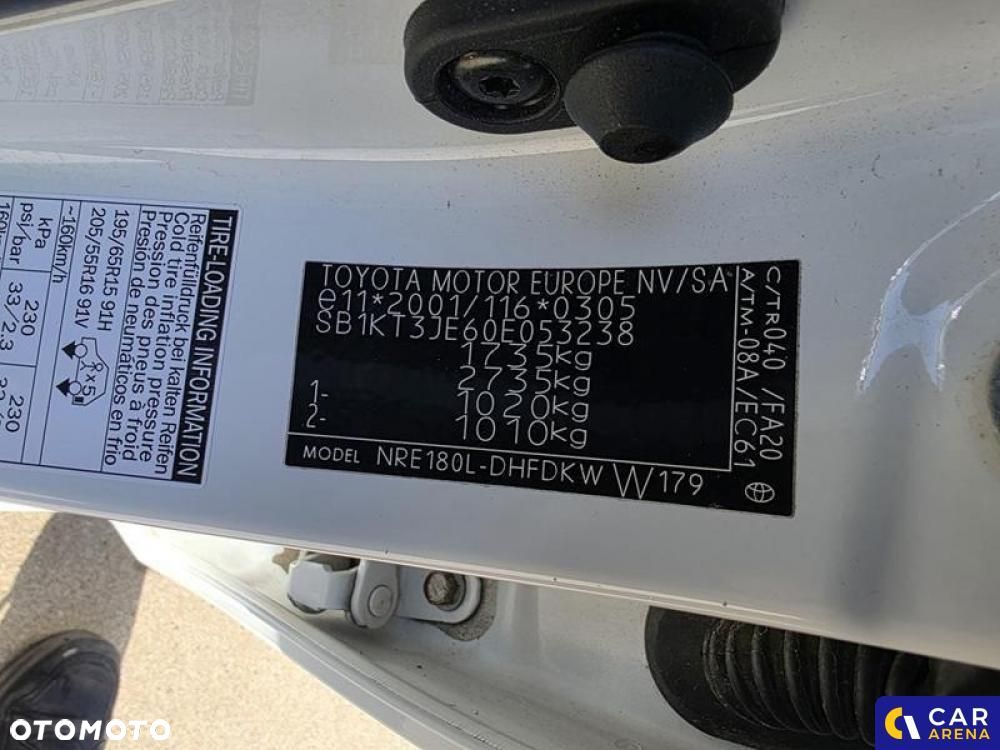 TOYOTA MOTOR EUROPE NV/SA
e11*2001/116*0305
SB1KT3JE60E053238
1735kg
2735kg
1- 1020kg
2- 1010kg
MODEL NRE180L-DHFDKW W179
C/TR040 /FA20
A/TM-08A/EC61
TIRE-LOADING INFORMATION
Reifenfülldruck bei kalten Reifen
Cold tire inflation pressure
Pression des pneus à froid
Presión de neumáticos en frio
195/65R15 91H
205/55R16 91V
x5
~160km/h
kPa 230 230
psi/bar 33/2.3
OTOMOTO
CAR
ARENA